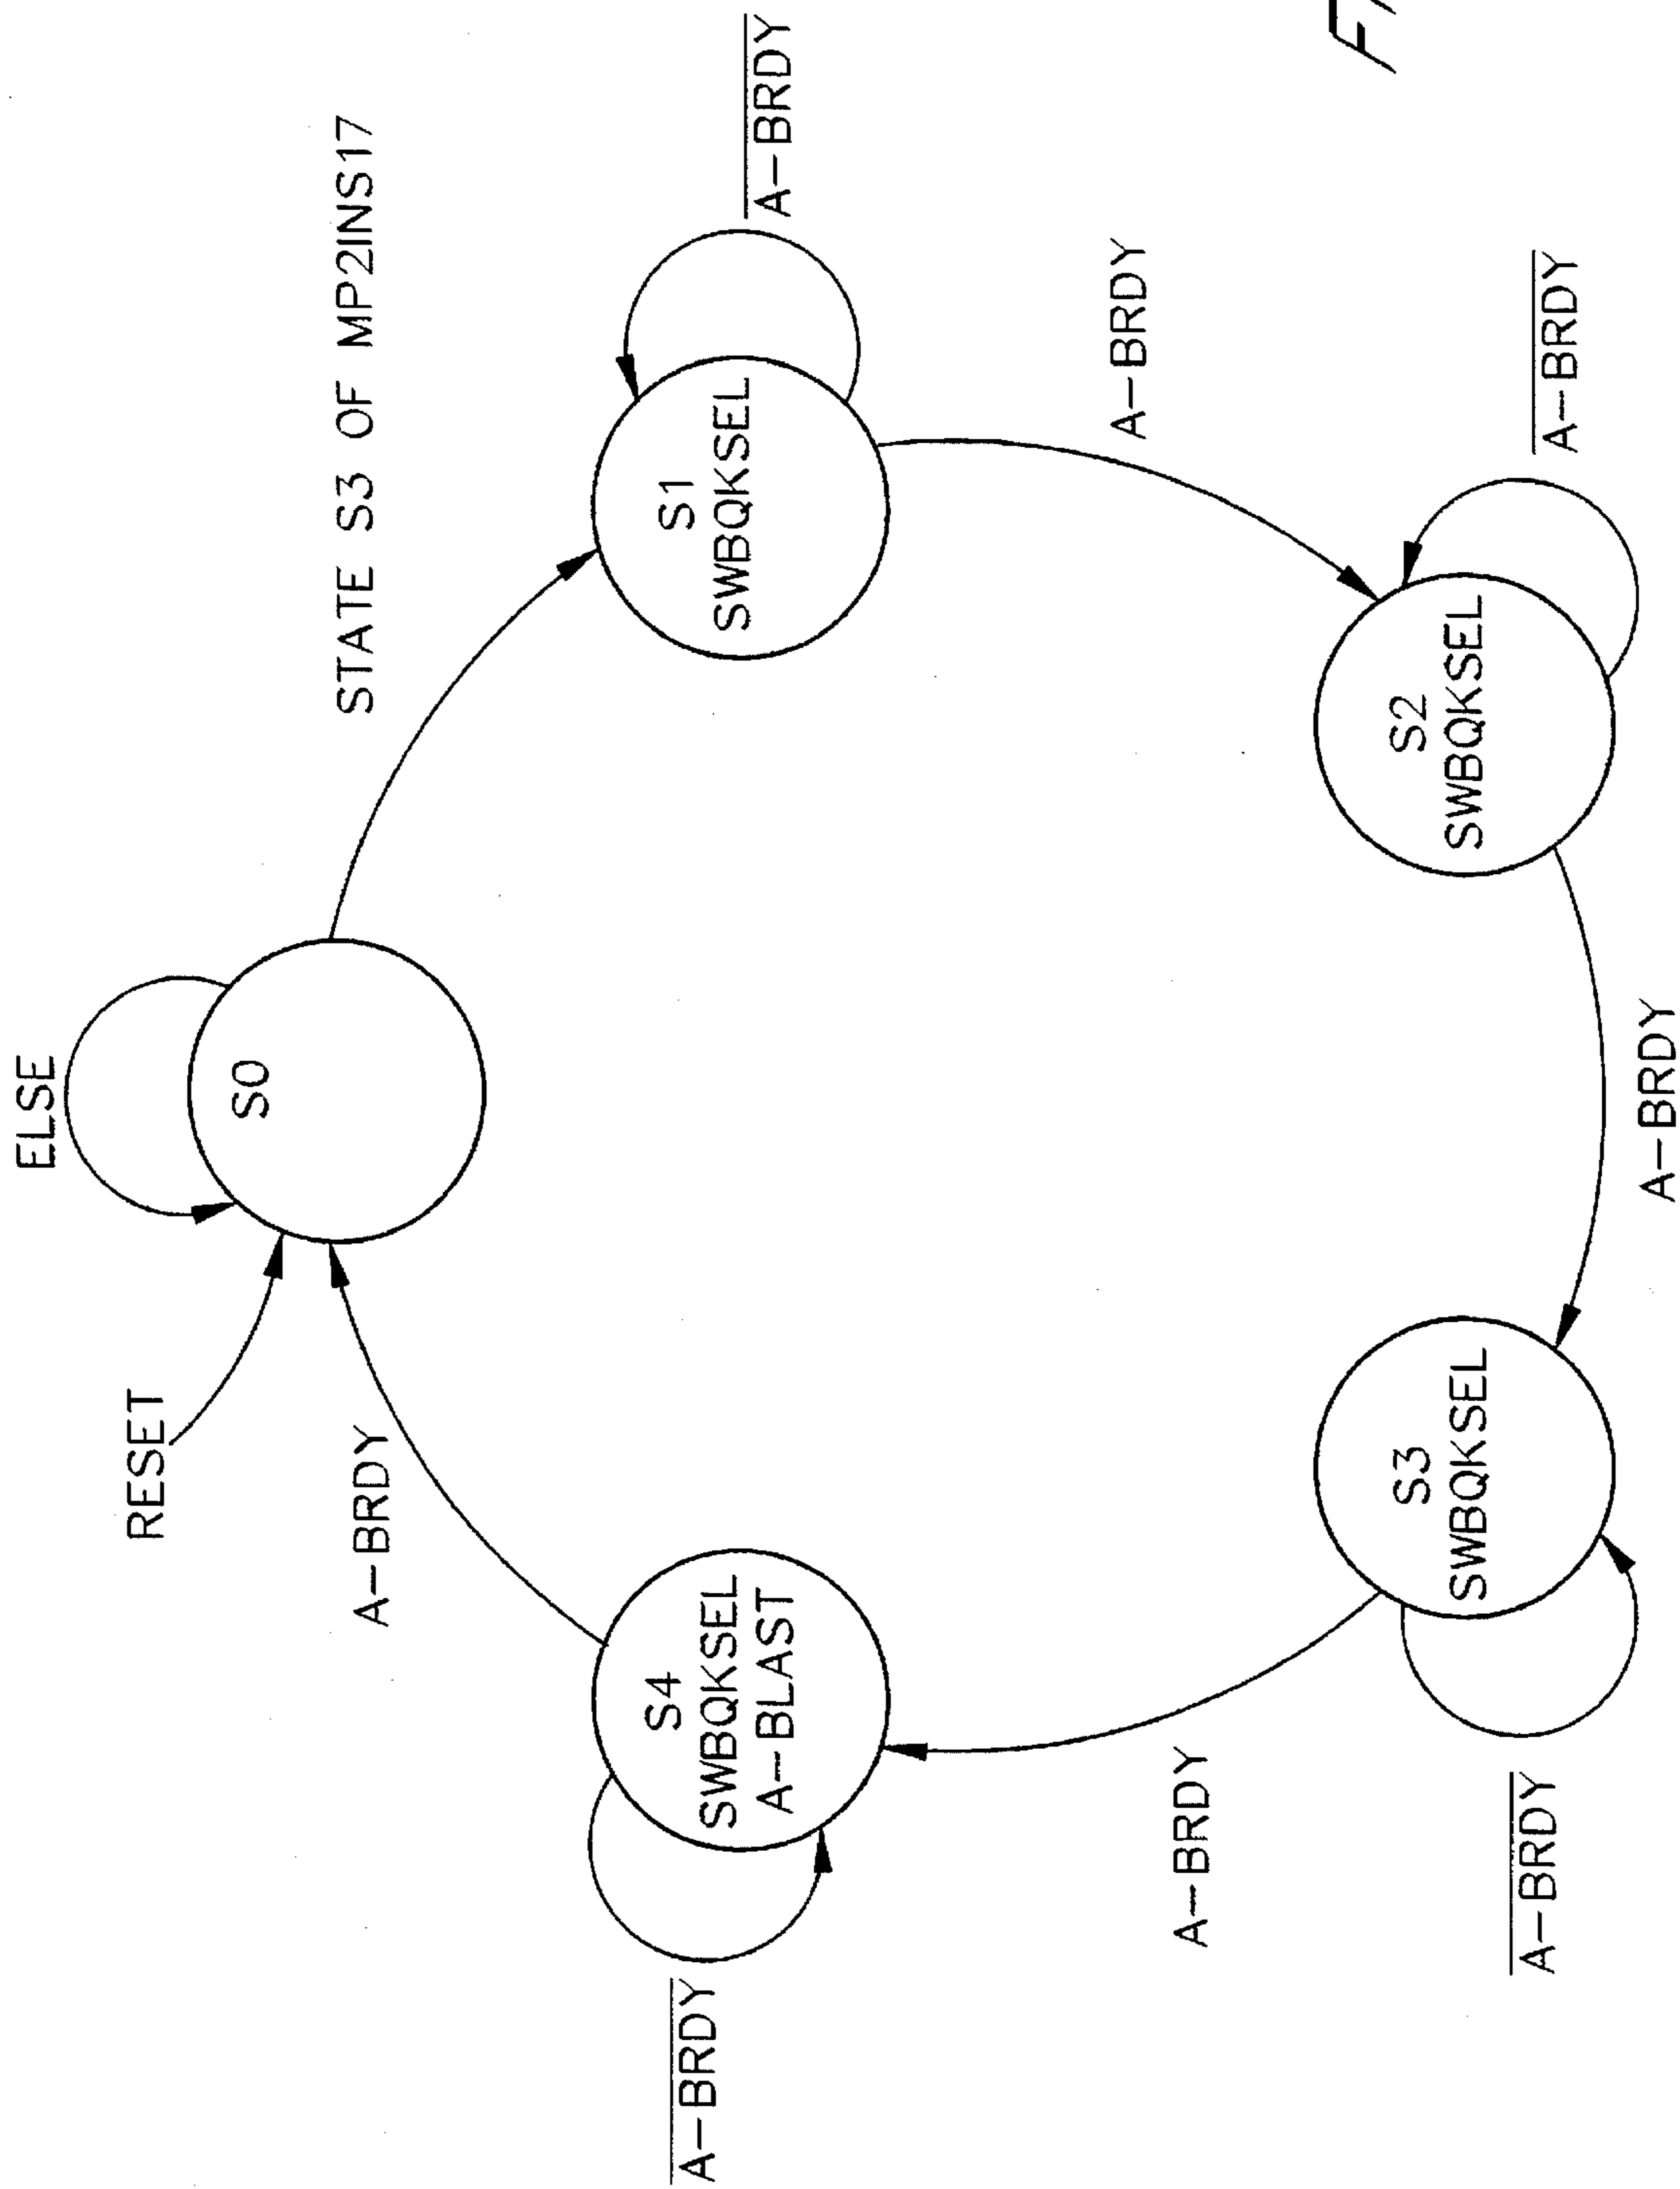 ELSE
RESET
S0
STATE S3 OF MP2INS17
A-BRDY
S4
SWBQKSEL
A-BLAST
A-BRDY
S1
SWBQKSEL
A-BRDY
A-BRDY
A-BRDY
S3
SWBQKSEL
A-BRDY
S2
SWBQKSEL
A-BRDY
A-BRDY